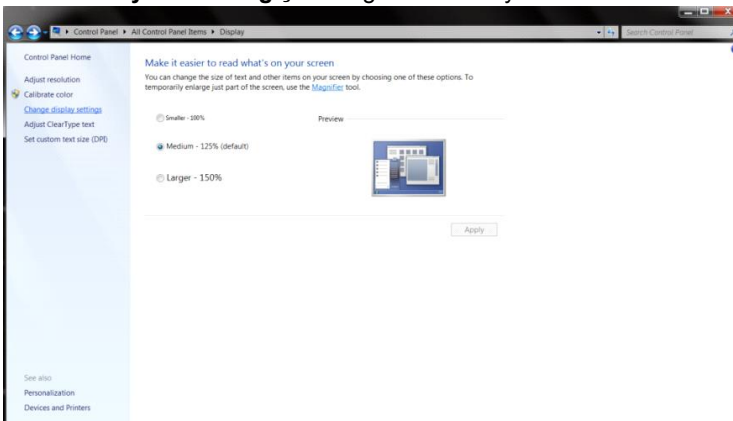 Control Panel ▸ All Control Panel Items ▸ Display
Search Control Panel
Control Panel Home
Adjust resolution
Calibrate color
Change display settings
Adjust ClearType text
Set custom text size (DPI)
Make it easier to read what's on your screen
You can change the size of text and other items on your screen by choosing one of these options. To
temporarily enlarge just part of the screen, use the Magnifier tool.
Smaller - 100%
Preview
Medium - 125% (default)
Larger - 150%
Apply
See also
Personalization
Devices and Printers